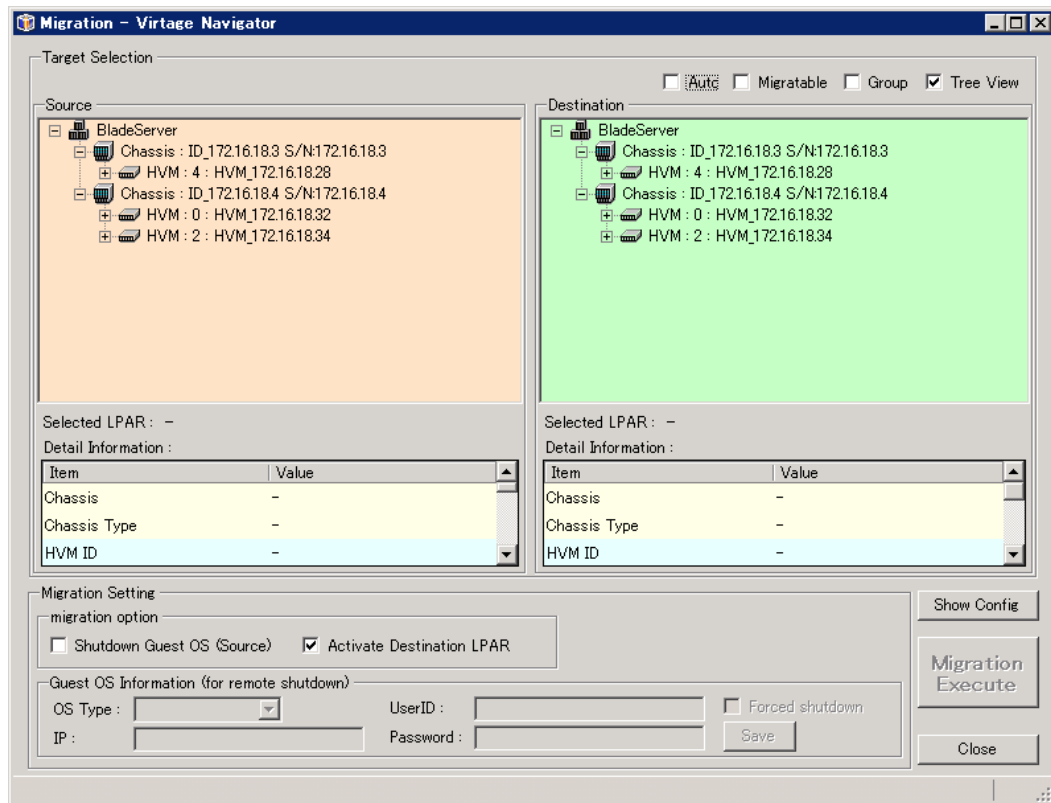 Migration - Virtage Navigator
Target Selection
Auto Migratable Group Tree View
Source
BladeServer
Chassis : ID_172.16.18.3 S/N:172.16.18.3
HVM : 4 : HVM_172.16.18.28
Chassis : ID_172.16.18.4 S/N:172.16.18.4
HVM : 0 : HVM_172.16.18.32
HVM : 2 : HVM_172.16.18.34
Selected LPAR : -
Detail Information :
Item Value
Chassis -
Chassis Type -
HVM ID -
Destination
BladeServer
Chassis : ID_172.16.18.3 S/N:172.16.18.3
HVM : 4 : HVM_172.16.18.28
Chassis : ID_172.16.18.4 S/N:172.16.18.4
HVM : 0 : HVM_172.16.18.32
HVM : 2 : HVM_172.16.18.34
Selected LPAR : -
Detail Information :
Item Value
Chassis -
Chassis Type -
HVM ID -
Migration Setting
migration option
Shutdown Guest OS (Source) Activate Destination LPAR
Guest OS Information (for remote shutdown)
OS Type : UserID : Forced shutdown
IP : Password : Save
Show Config
Migration
Execute
Close